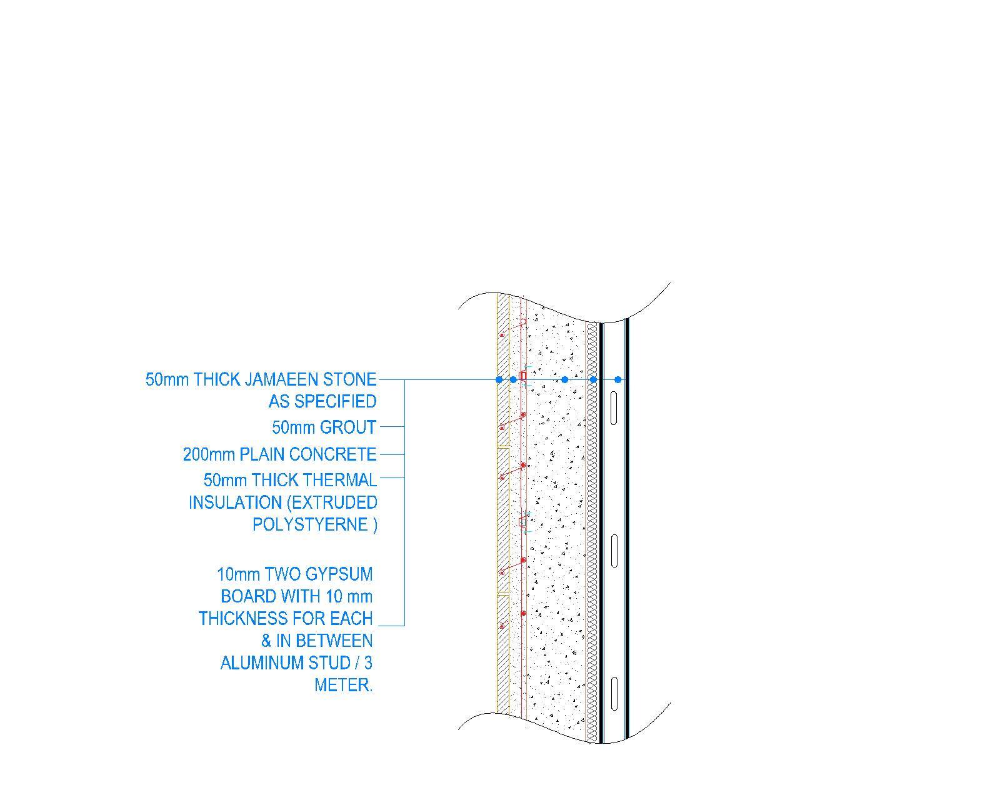 50mm THICK JAMAEEN STONE
AS SPECIFIED
50mm GROUT
200mm PLAIN CONCRETE
50mm THICK THERMAL
INSULATION (EXTRUDED
POLYSTYERNE )
10mm TWO GYPSUM
BOARD WITH 10 mm
THICKNESS FOR EACH
& IN BETWEEN
ALUMINUM STUD / 3
METER.